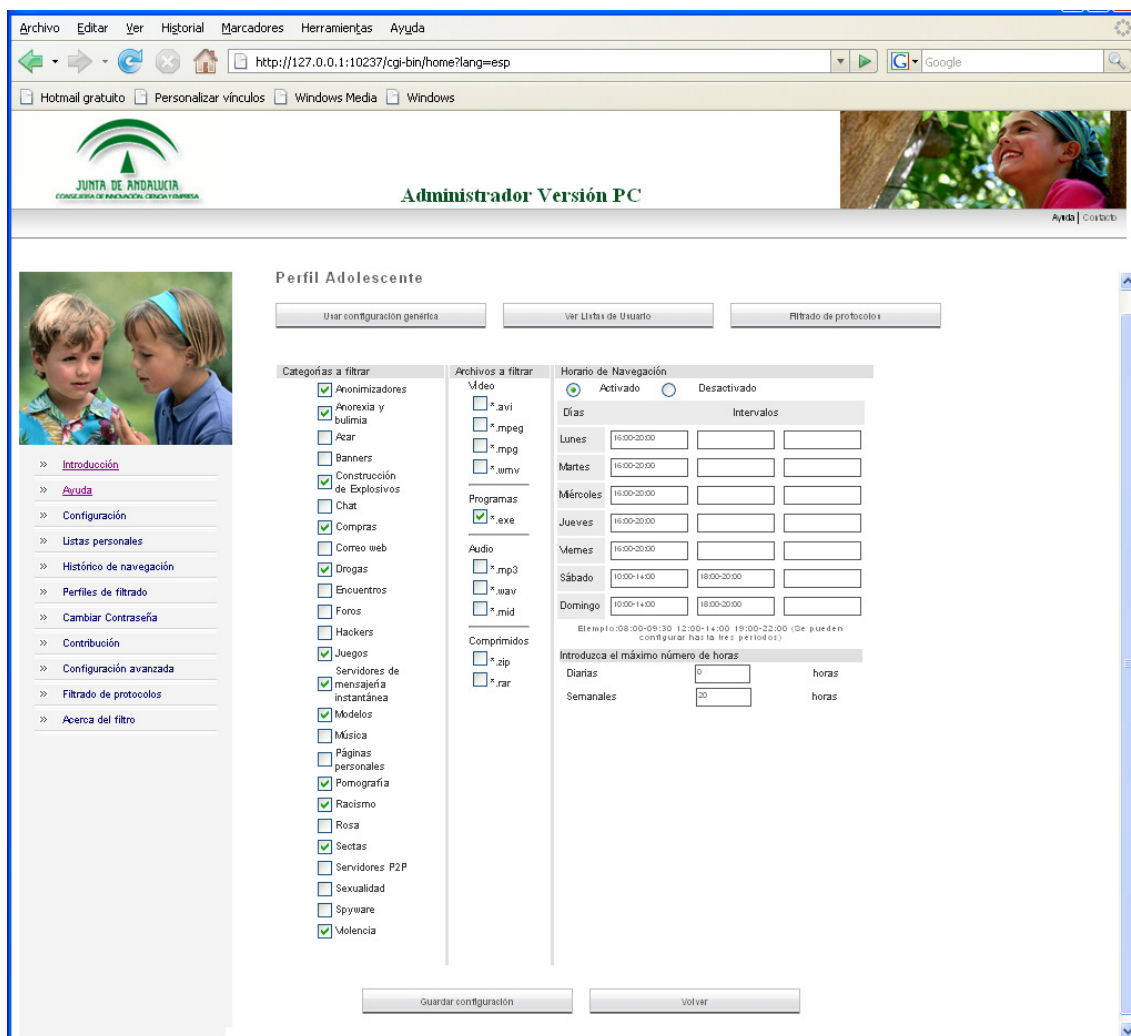 Archivo Editar Ver Historial Marcadores Herramientas Ayuda
http://127.0.0.1:10237/cgi-bin/home?lang=esp
G Google
Hotmail gratuito Personalizar vínculos Windows Media Windows
JUNTA DE ANDALUCIA
CONSEJERÍA DE INNOVACIÓN, CIENCIA Y EMPRESA
Administrador Versión PC
Ayuda | Contacto
Introducción
Ayuda
Configuración
Listas personales
Histórico de navegación
Perfiles de filtrado
Cambiar Contraseña
Contribución
Configuración avanzada
Filtrado de protocolos
Acerca del filtro
Perfil Adolescente
Usar configuración genérica
Ver Listas de Usuario
Filtrado de protocolos
Categorías a filtrar
Anonimizadores
Anorexia y
bulimia
Azar
Banners
Construcción
de Explosivos
Chat
Compras
Correo web
Drogas
Encuentros
Foros
Hackers
Juegos
Servidores de
mensajería
instantánea
Modelos
Música
Páginas
personales
Pornografía
Racismo
Rosa
Sectas
Servidores P2P
Sexualidad
Spyware
Violencia
Archivos a filtrar
Video
*.avi
*.mpeg
*.mpg
*.wmv
Programas
*.exe
Audio
*.mp3
*.wav
*.mid
Comprimidos
*.zip
*.rar
Horario de Navegación
Activado Desactivado
Días Intervalos
Lunes 16:00-20:00
Martes 16:00-20:00
Miércoles 16:00-20:00
Jueves 16:00-20:00
Viernes 16:00-20:00
Sábado 10:00-14:00 18:00-20:00
Domingo 10:00-14:00 18:00-20:00
Ejemplo:08:00-09:30 12:00-14:00 19:00-22:00 (Se pueden
configurar hasta tres periodos)
Introduzca el máximo número de horas
Diarias 0 horas
Semanales 20 horas
Guardar configuración
Volver